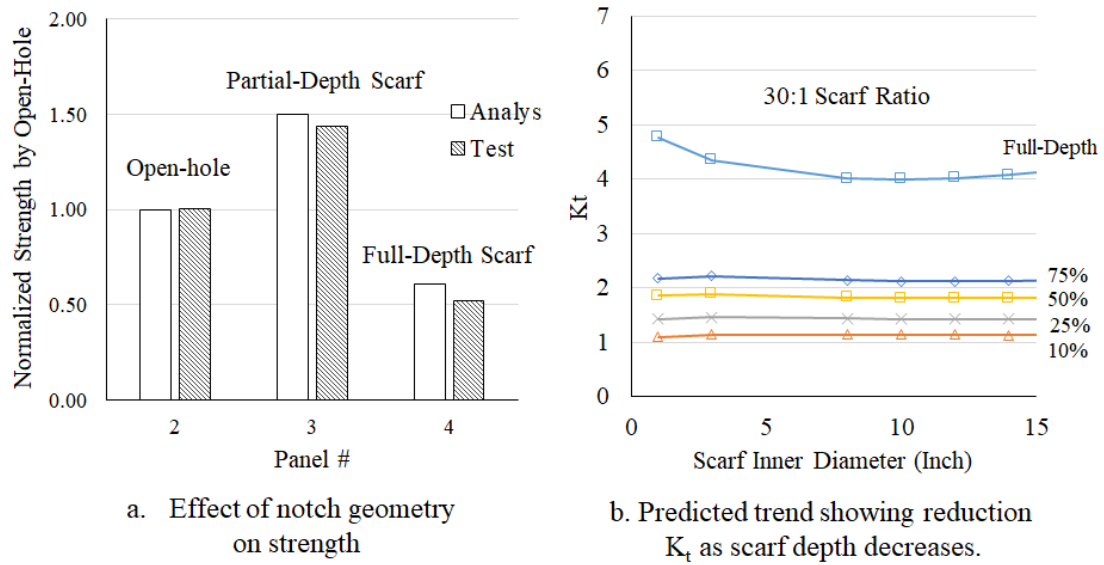 2.00
1.50
1.00
0.50
0.00
Normalized Strength by Open-Hole
Partial-Depth Scarf
Analys
Test
Open-hole
Full-Depth Scarf
2 3 4
Panel #
a. Effect of notch geometry
on strength
7
6
5
4
3
2
1
0
Kt
30:1 Scarf Ratio
Full-Depth
75%
50%
25%
10%
0 5 10 15
Scarf Inner Diameter (Inch)
b. Predicted trend showing reduction
Kt as scarf depth decreases.